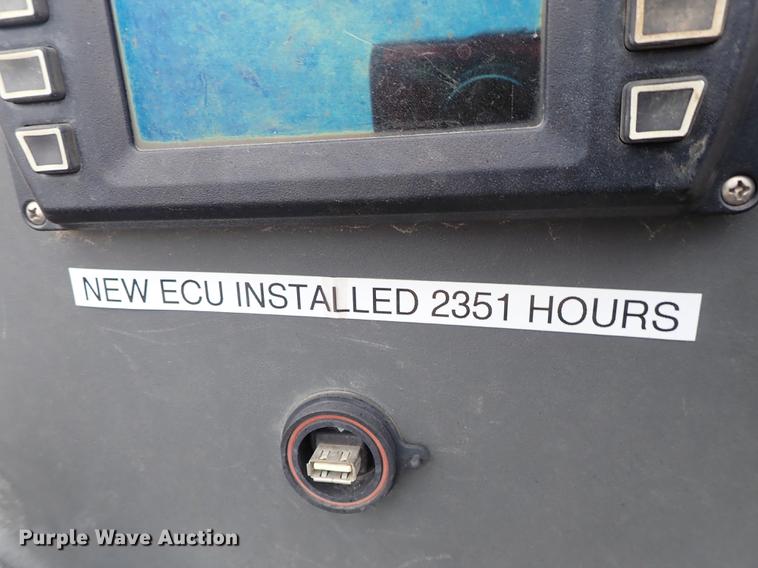 NEW ECU INSTALLED 2351 HOURS
Purple Wave Auction